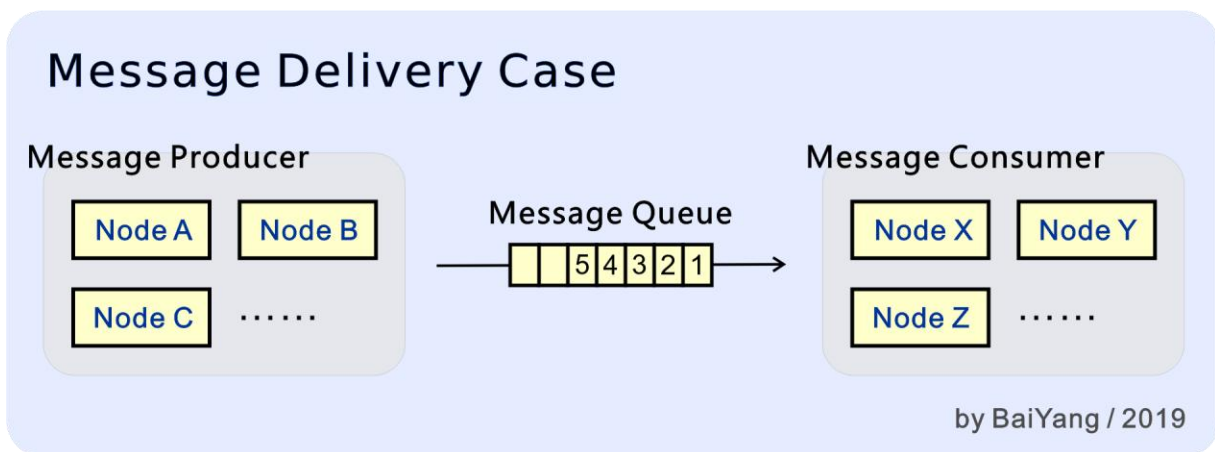 Message Delivery Case
Message Producer
Node A
Node B
Node C
......
Message Queue
5 4 3 2 1
Message Consumer
Node X
Node Y
Node Z
......
by BaiYang / 2019